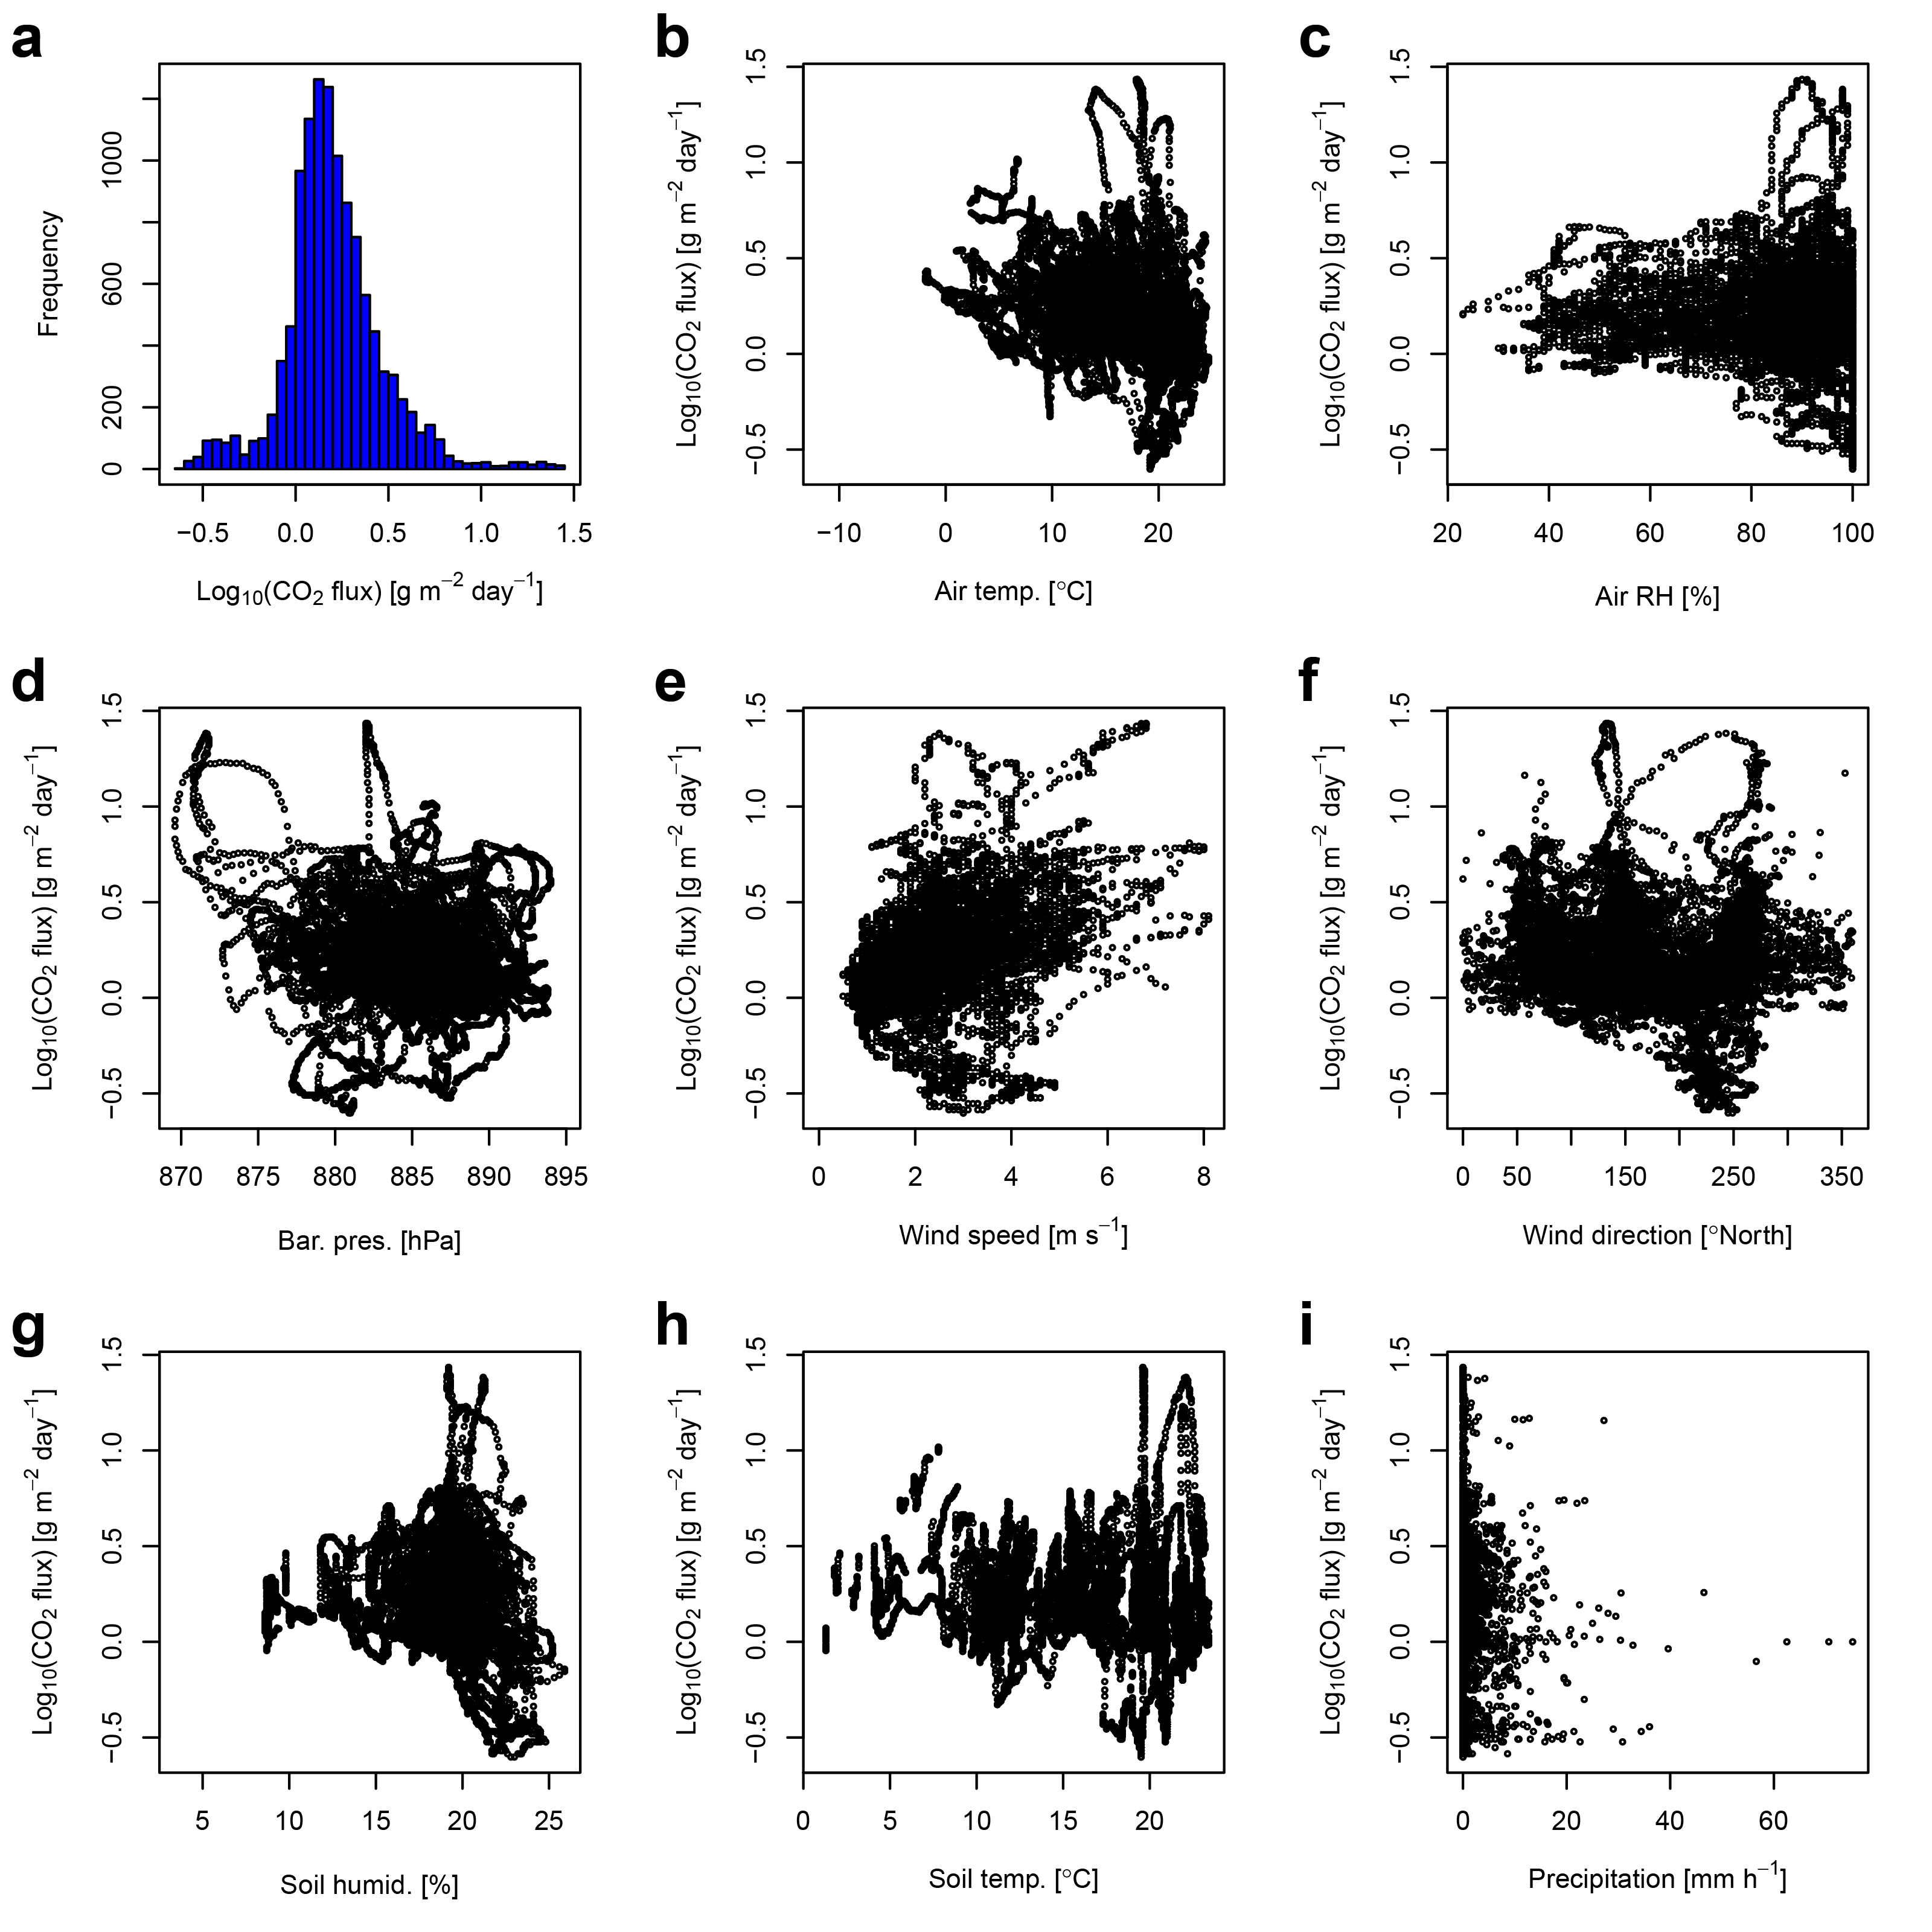 a
Frequency
0 200 600 1000
−0.5 0.0 0.5 1.0 1.5
Log10(CO2 flux) [g m−2 day−1]
b
Log10(CO2 flux) [g m−2 day−1]
−0.5 0.0 0.5 1.0 1.5
−10 0 10 20
Air temp. [°C]
c
Log10(CO2 flux) [g m−2 day−1]
−0.5 0.0 0.5 1.0 1.5
20 40 60 80 100
Air RH [%]
d
Log10(CO2 flux) [g m−2 day−1]
−0.5 0.0 0.5 1.0 1.5
870 875 880 885 890 895
Bar. pres. [hPa]
e
Log10(CO2 flux) [g m−2 day−1]
−0.5 0.0 0.5 1.0 1.5
0 2 4 6 8
Wind speed [m s−1]
f
Log10(CO2 flux) [g m−2 day−1]
−0.5 0.0 0.5 1.0 1.5
0 50 150 250 350
Wind direction [°North]
g
Log10(CO2 flux) [g m−2 day−1]
−0.5 0.0 0.5 1.0 1.5
5 10 15 20 25
Soil humid. [%]
h
Log10(CO2 flux) [g m−2 day−1]
−0.5 0.0 0.5 1.0 1.5
0 5 10 15 20
Soil temp. [°C]
i
Log10(CO2 flux) [g m−2 day−1]
−0.5 0.0 0.5 1.0 1.5
0 20 40 60
Precipitation [mm h−1]